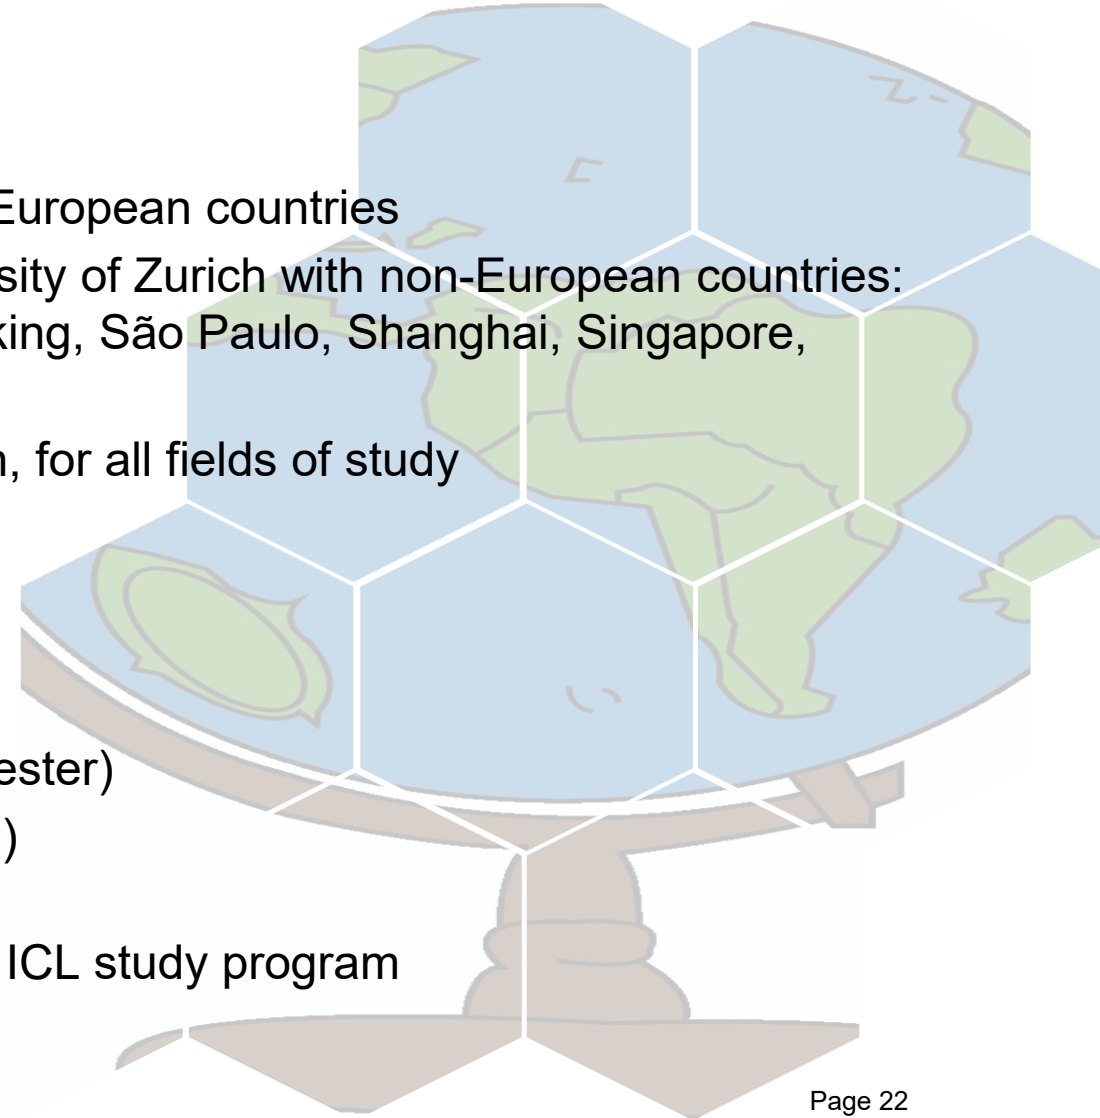 European countries
sity of Zurich with non-European countries:
king, São Paulo, Shanghai, Singapore,
n, for all fields of study
ester)
)
ICL study program
Page 22